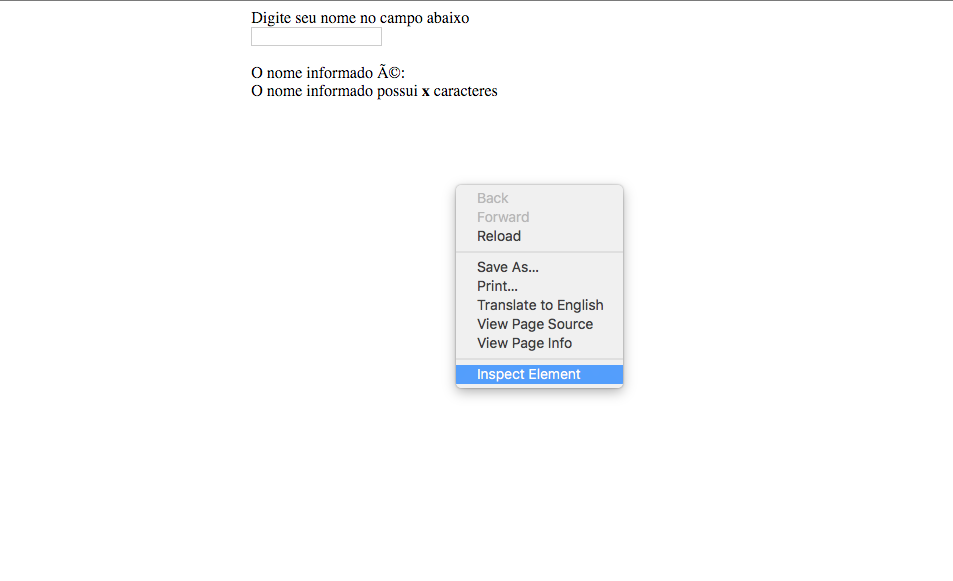 Digite seu nome no campo abaixo
O nome informado Ã©:
O nome informado possui x caracteres
Back
Forward
Reload
Save As...
Print...
Translate to English
View Page Source
View Page Info
Inspect Element